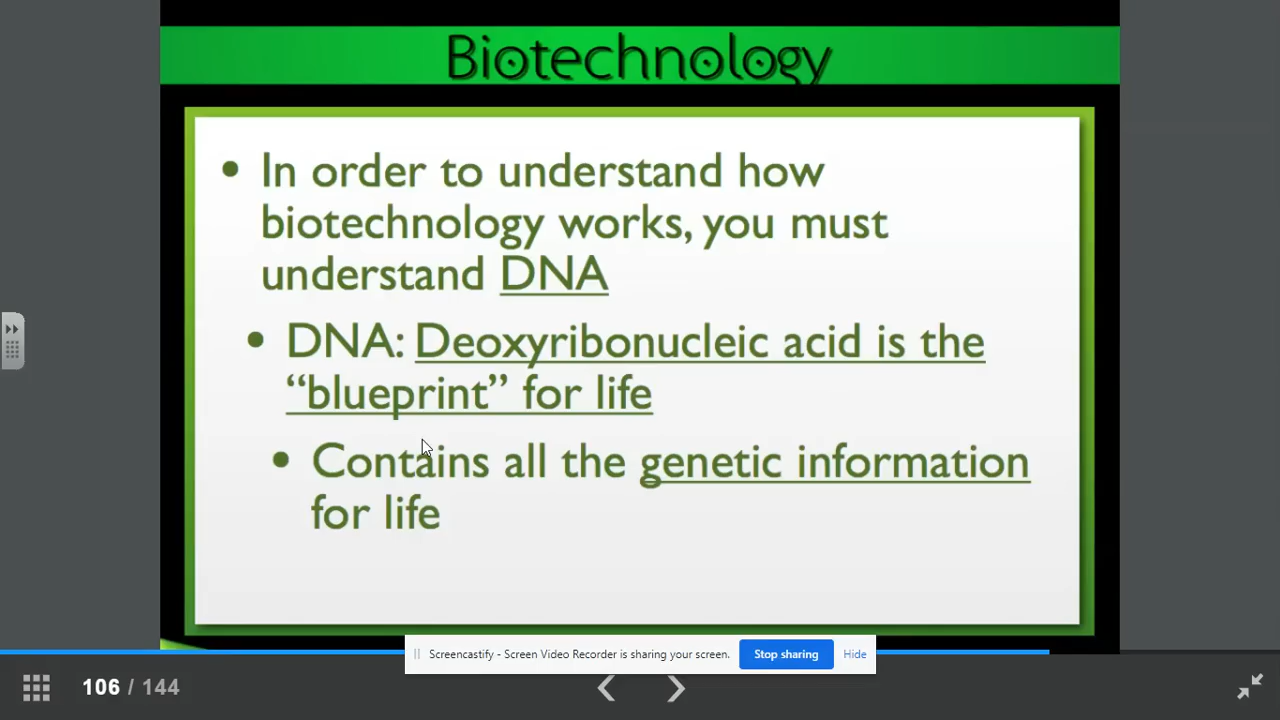 Biotechnology
• In order to understand how
biotechnology works, you must
understand DNA
• DNA: Deoxyribonucleic acid is the
“blueprint” for life
• Contains all the genetic information
for life
Screencastify - Screen Video Recorder is sharing your screen. Stop sharing Hide
106 / 144